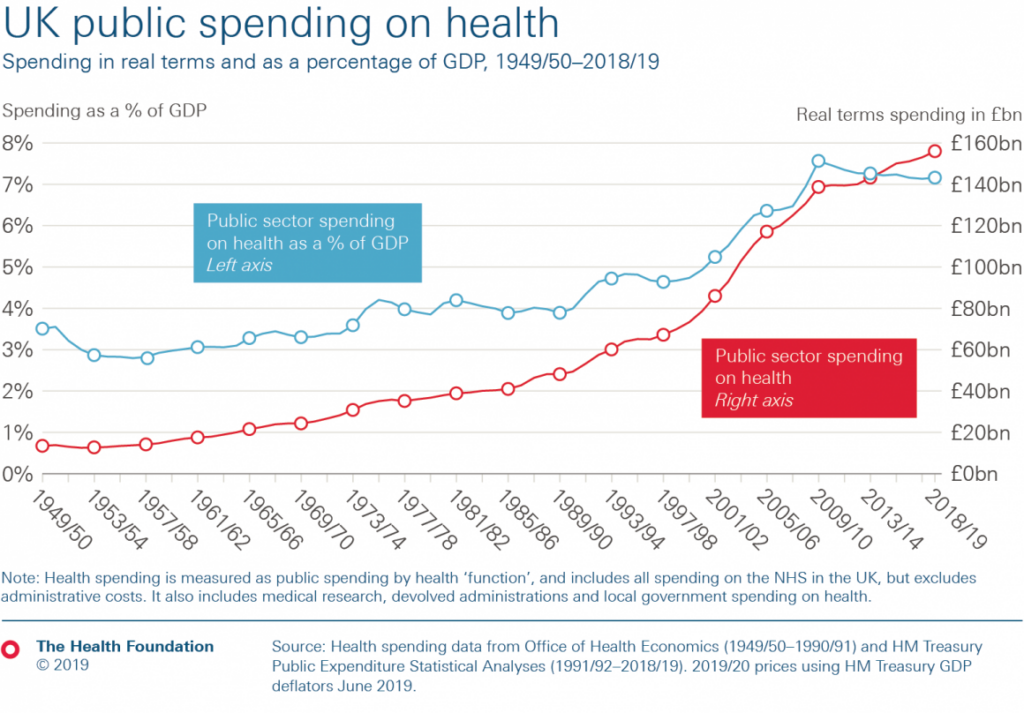 UK public spending on health
Spending in real terms and as a percentage of GDP, 1949/50–2018/19
Spending as a % of GDP
Real terms spending in £bn
8%
7%
6%
5%
4%
3%
2%
1%
0%
£160bn
£140bn
£120bn
£100bn
£80bn
£60bn
£40bn
£20bn
£0bn
Public sector spending
on health as a % of GDP
Left axis
Public sector spending
on health
Right axis
1949/50
1953/54
1957/58
1961/62
1965/66
1969/70
1973/74
1977/78
1981/82
1985/86
1989/90
1993/94
1997/98
2001/02
2005/06
2009/10
2013/14
2018/19
Note: Health spending is measured as public spending by health ‘function’, and includes all spending on the NHS in the UK, but excludes
administrative costs. It also includes medical research, devolved administrations and local government spending on health.
The Health Foundation
© 2019
Source: Health spending data from Office of Health Economics (1949/50–1990/91) and HM Treasury
Public Expenditure Statistical Analyses (1991/92–2018/19). 2019/20 prices using HM Treasury GDP
deflators June 2019.